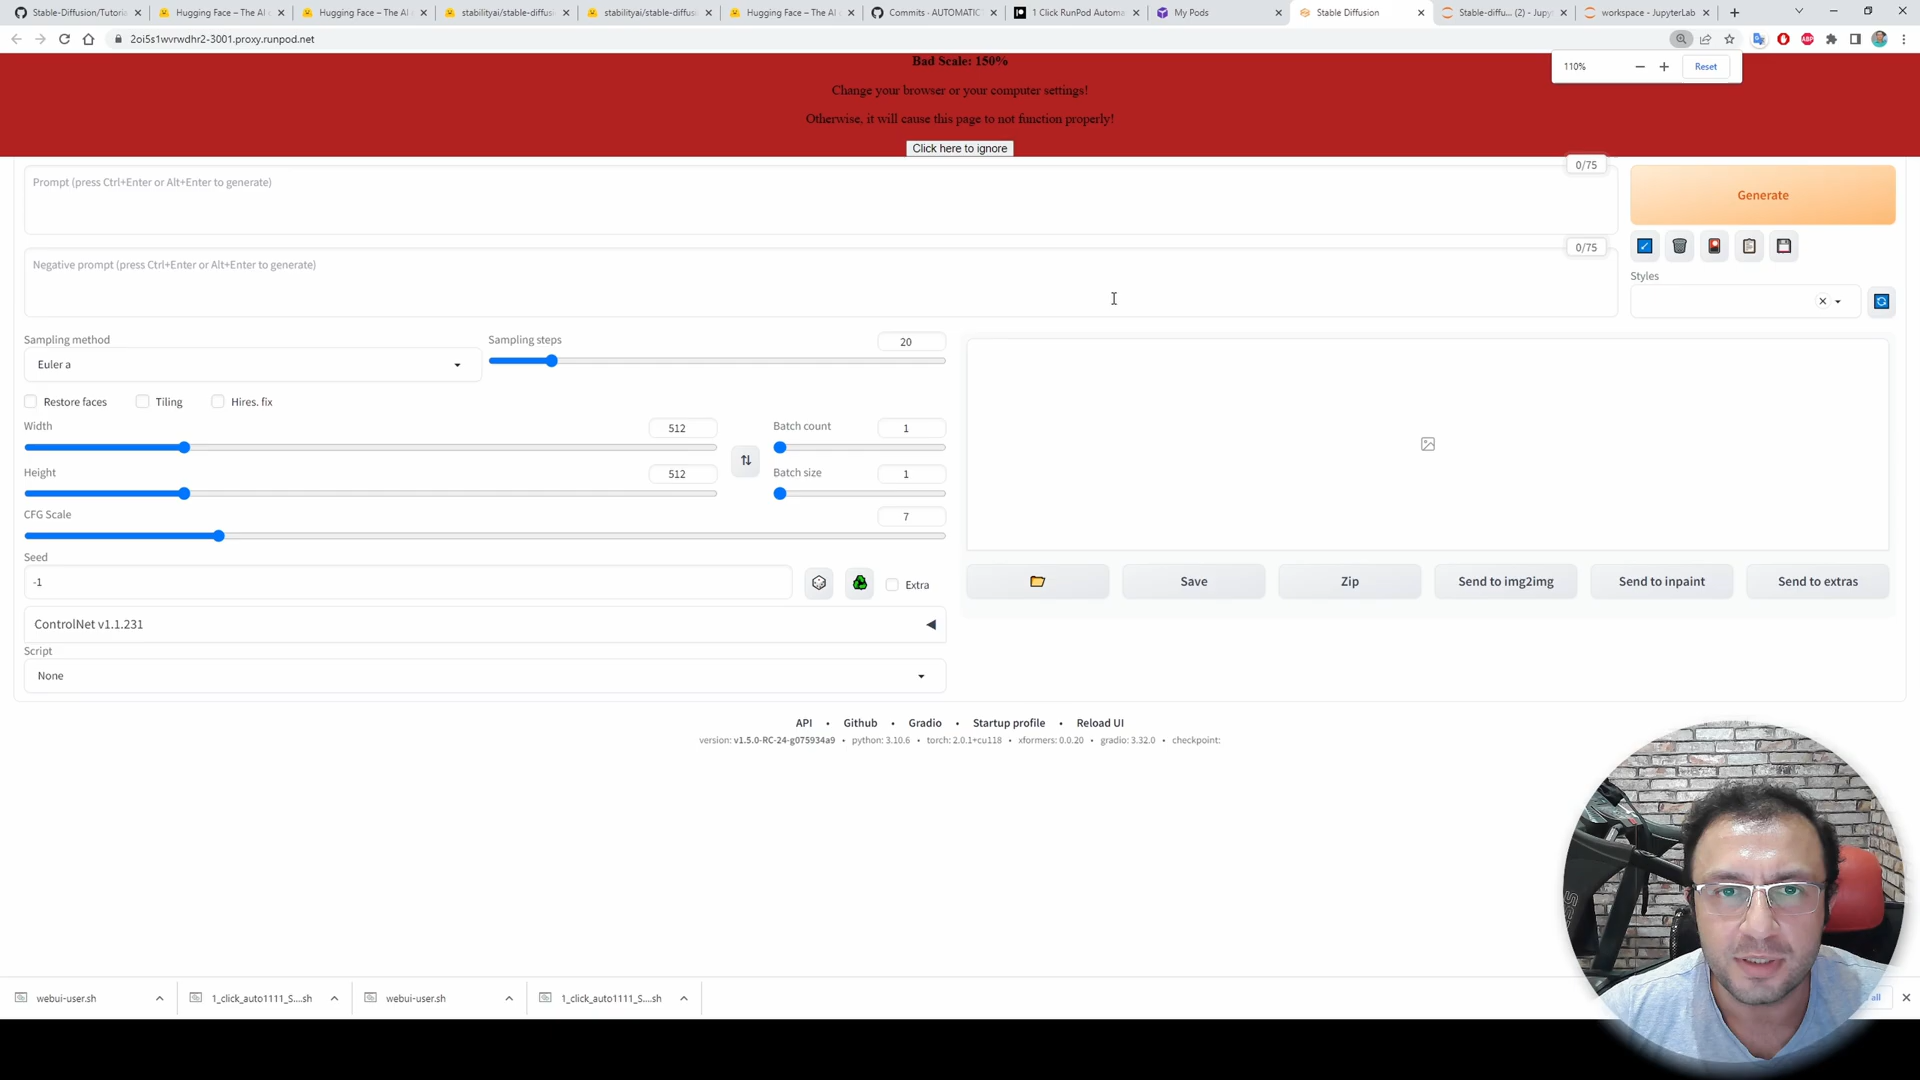 Stable-Diffusion/Tutoria
Hugging Face – The AI c
Hugging Face – The AI c
stabilityai/stable-diffus
stabilityai/stable-diffus
Hugging Face – The AI c
Commits · AUTOMATIC
1 Click RunPod Automa
My Pods
Stable Diffusion
Stable-diffu... (2) - Jupy
workspace - JupyterLab
2oi5s1wvrwdhr2-3001.proxy.runpod.net
110%
Reset
Bad Scale: 150%
Change your browser or your computer settings!
Otherwise, it will cause this page to not function properly!
Click here to ignore
Prompt (press Ctrl+Enter or Alt+Enter to generate)
0/75
Generate
Negative prompt (press Ctrl+Enter or Alt+Enter to generate)
0/75
Styles
Sampling method
Euler a
Sampling steps
20
Restore faces
Tiling
Hires. fix
Width
512
Batch count
1
Height
512
Batch size
1
CFG Scale
7
Seed
-1
Extra
Save
Zip
Send to img2img
Send to inpaint
Send to extras
ControlNet v1.1.231
Script
None
API • Github • Gradio • Startup profile • Reload UI
version: v1.5.0-RC-24-g075934a9 • python: 3.10.6 • torch: 2.0.1+cu118 • xformers: 0.0.20 • gradio: 3.32.0 • checkpoint:
webui-user.sh
1_click_auto1111_S....sh
webui-user.sh
1_click_auto1111_S....sh
all